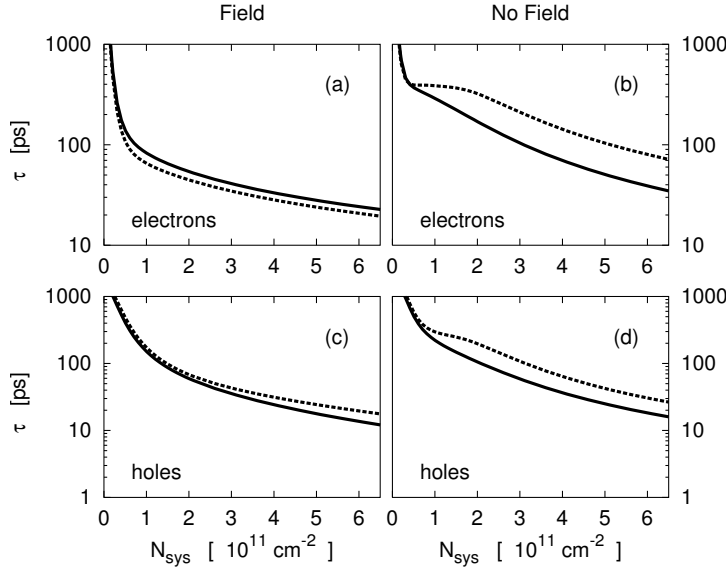 Field No Field
1000 (a) (b) 1000
τ [ps] 100 100 τ [ps]
10 electrons electrons 10
0 1 2 3 4 5 6 0 1 2 3 4 5 6
1000 (c) (d) 1000
τ [ps] 100 100
10 10
holes holes
1 1
0 1 2 3 4 5 6 0 1 2 3 4 5 6
N_sys [ 10^11 cm^-2 ] N_sys [ 10^11 cm^-2 ]